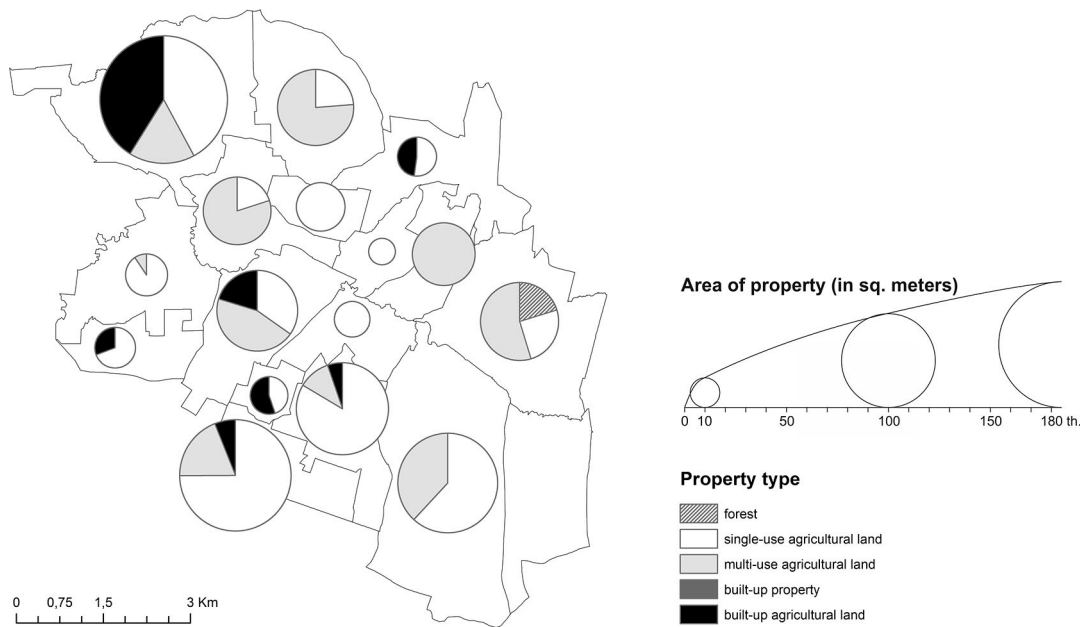 Area of property (in sq. meters)
0 10 50 100 150 180 th.
Property type
forest
single-use agricultural land
multi-use agricultural land
built-up property
built-up agricultural land
0 0,75 1,5 3 Km